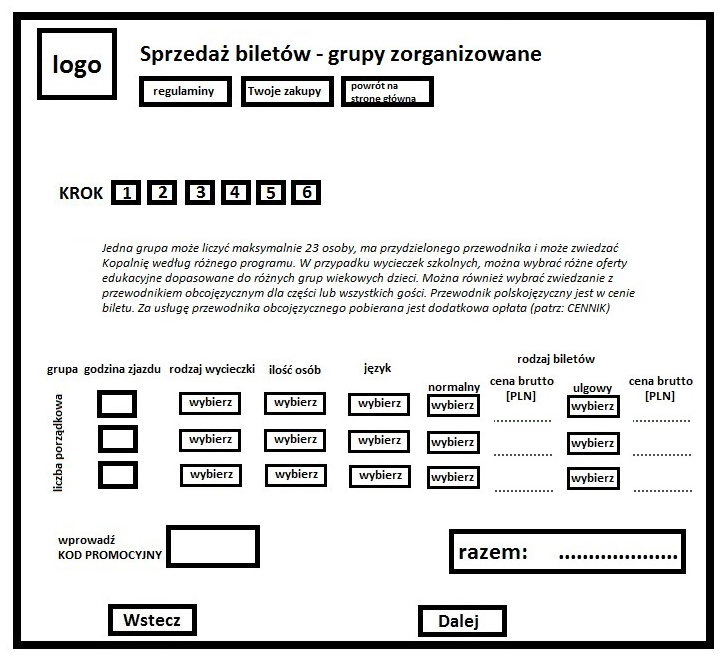 logo
Sprzedaż biletów - grupy zorganizowane
regulaminy Twoje zakupy powrót na
stronę główną
KROK 1 2 3 4 5 6
Jedna grupa może liczyć maksymalnie 23 osoby, ma przydzielonego przewodnika i może zwiedzać
Kopalnię według różnego programu. W przypadku wycieczek szkolnych, można wybrać różne oferty
edukacyjne dopasowane do różnych grup wiekowych dzieci. Można również wybrać zwiedzanie z
przewodnikiem obcojęzycznym dla części lub wszystkich gości. Przewodnik polskojęzyczny jest w cenie
biletu. Za usługę przewodnika obcojęzycznego pobierana jest dodatkowa opłata (patrz: CENNIK)
rodzaj biletów
grupa godzina zjazdu rodzaj wycieczki ilość osób język
normalny cena brutto ulgowy cena brutto
[PLN] [PLN]
liczba porządkowa
wybierz wybierz wybierz wybierz .................... wybierz ....................
wybierz wybierz wybierz wybierz .................... wybierz ....................
wybierz wybierz wybierz wybierz .................... wybierz ....................
wprowadź
KOD PROMOCYJNY
razem: ....................
Wstecz Dalej